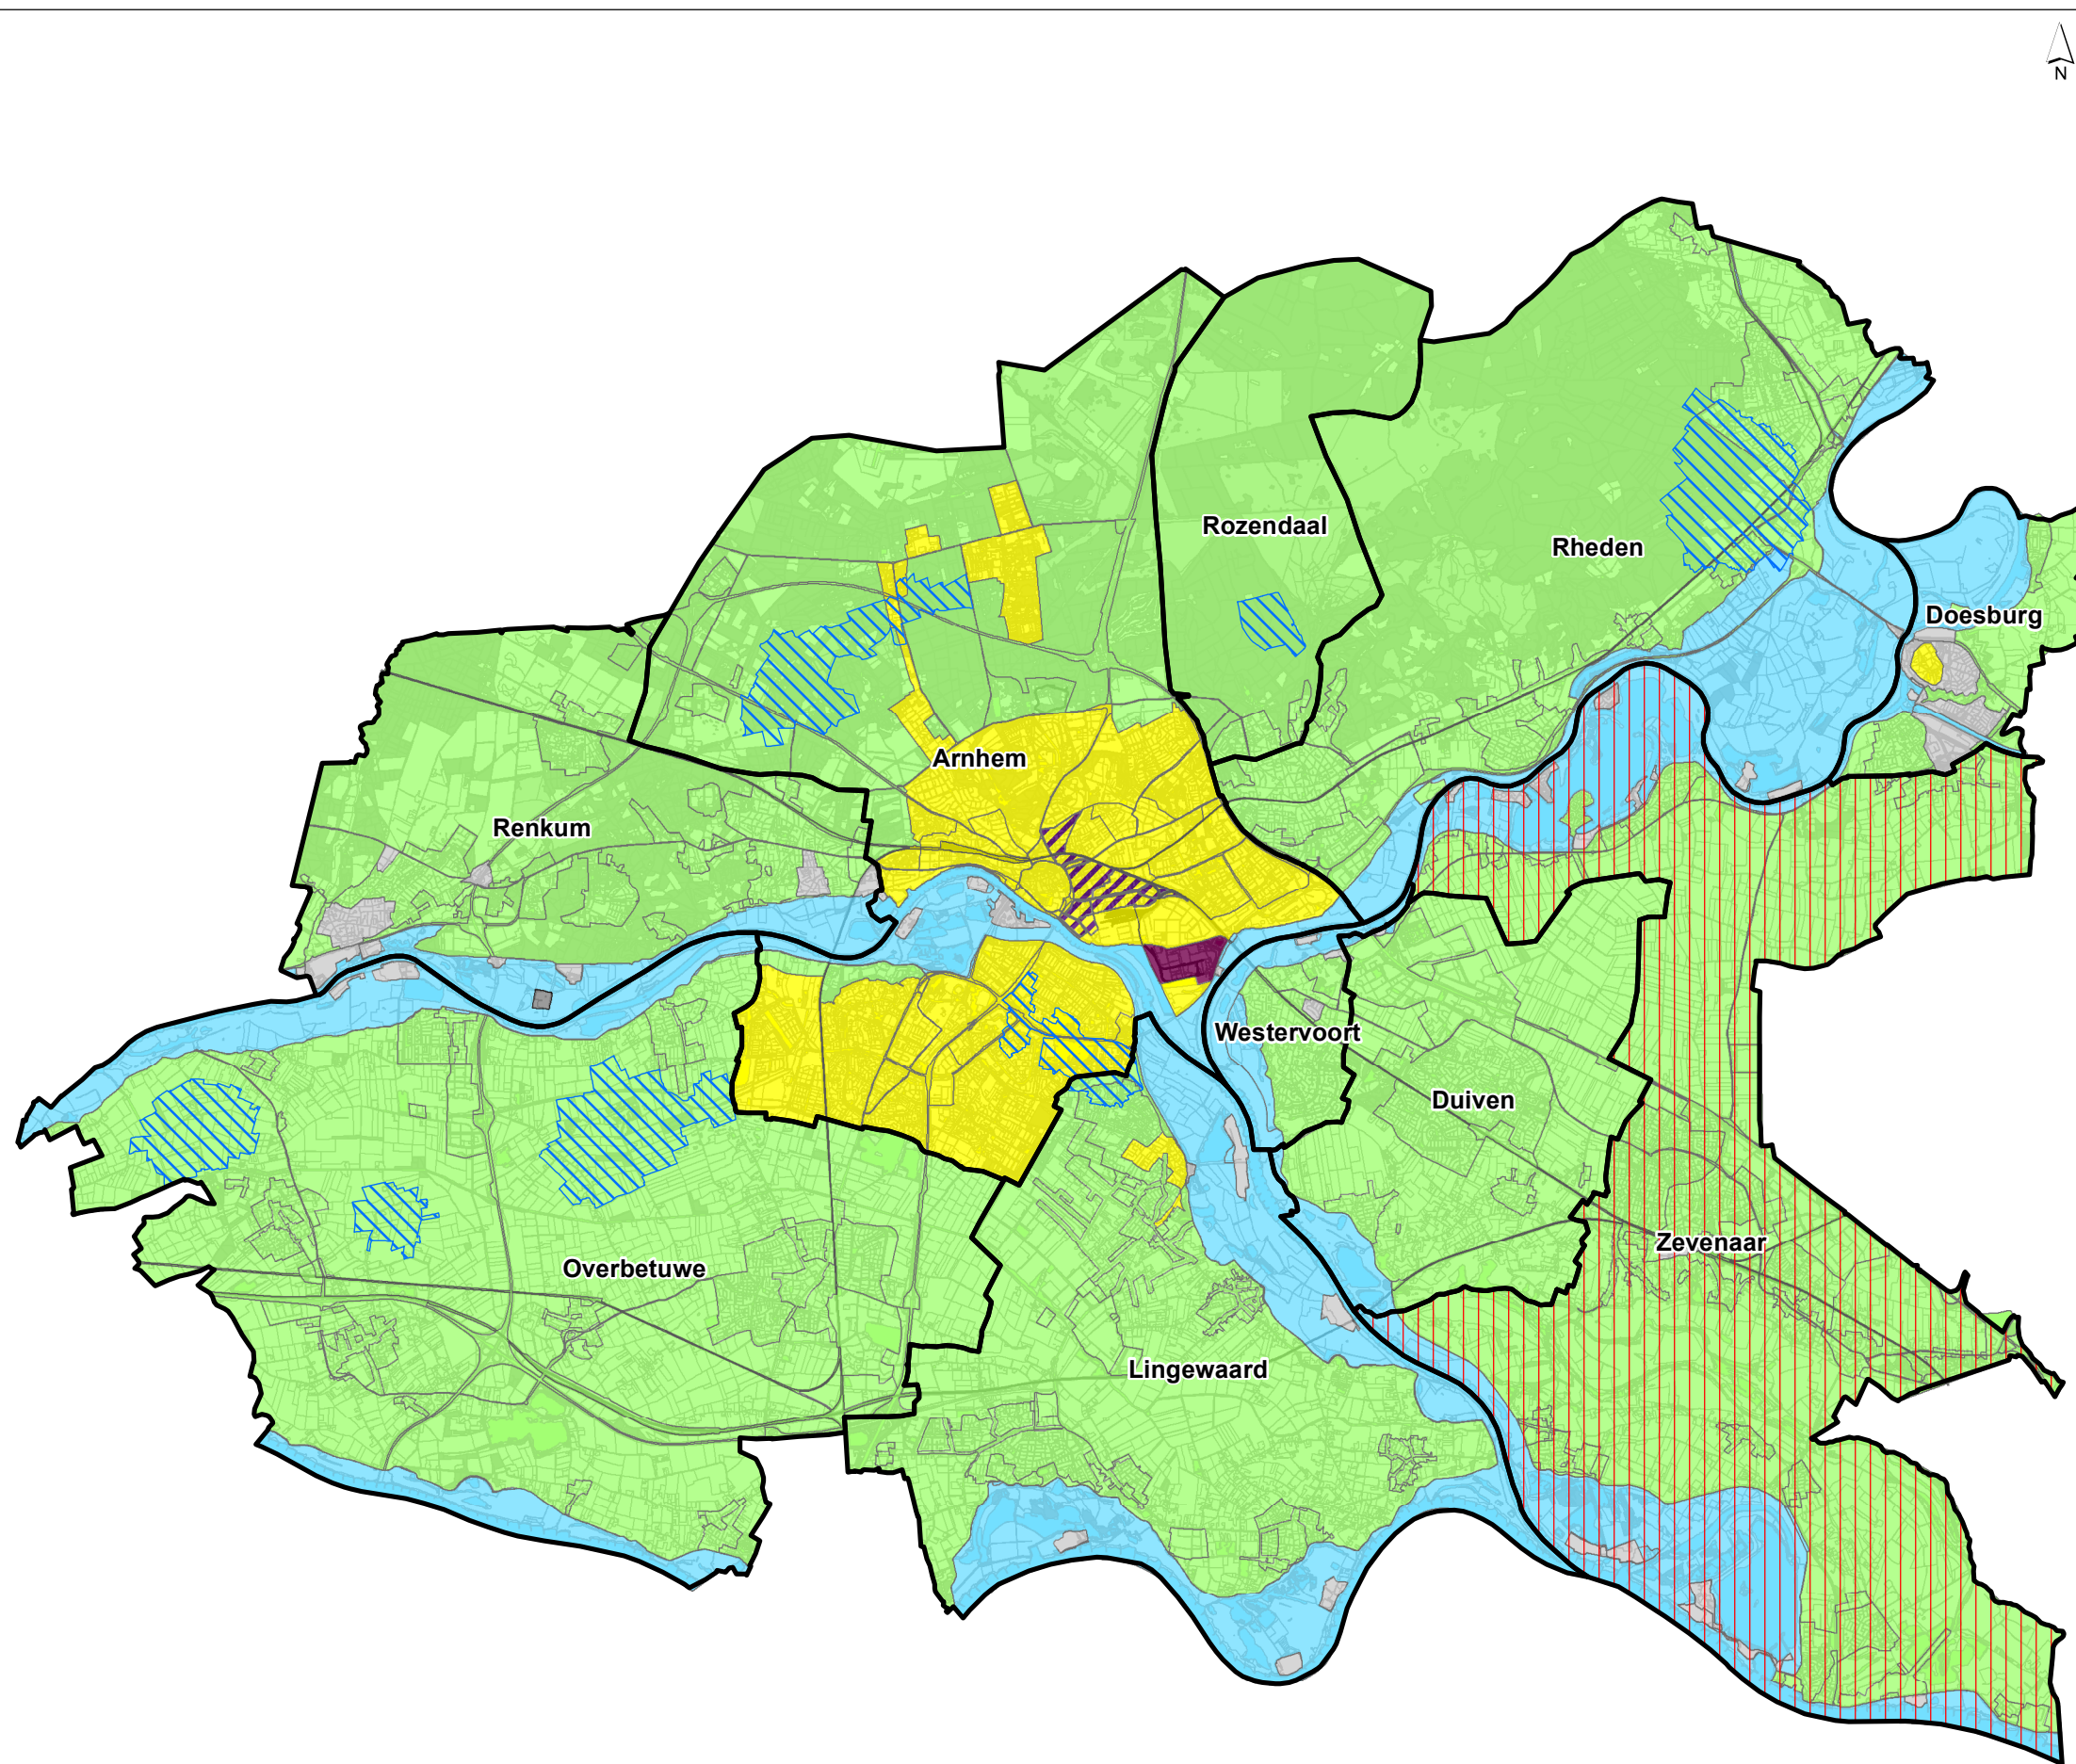 N
Rozendaal
Rheden
Doesburg
Arnhem
Renkum
Westervoort
Duiven
Zevenaar
Overbetuwe
Lingewaard